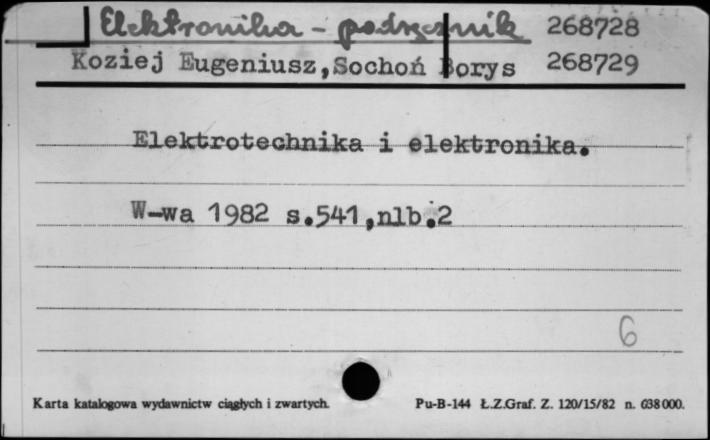 Elektronika - podręcznik 268728
Koziej Eugeniusz,Sochoń Borys 268729
Elektrotechnika i elektronika.
W-wa 1982 s.541,nlb.2
6
Karta katalogowa wydawnictw ciągłych i zwartych. Pu-B-144 Ł.Z.Graf. Z. 120/15/82 n. 638000.